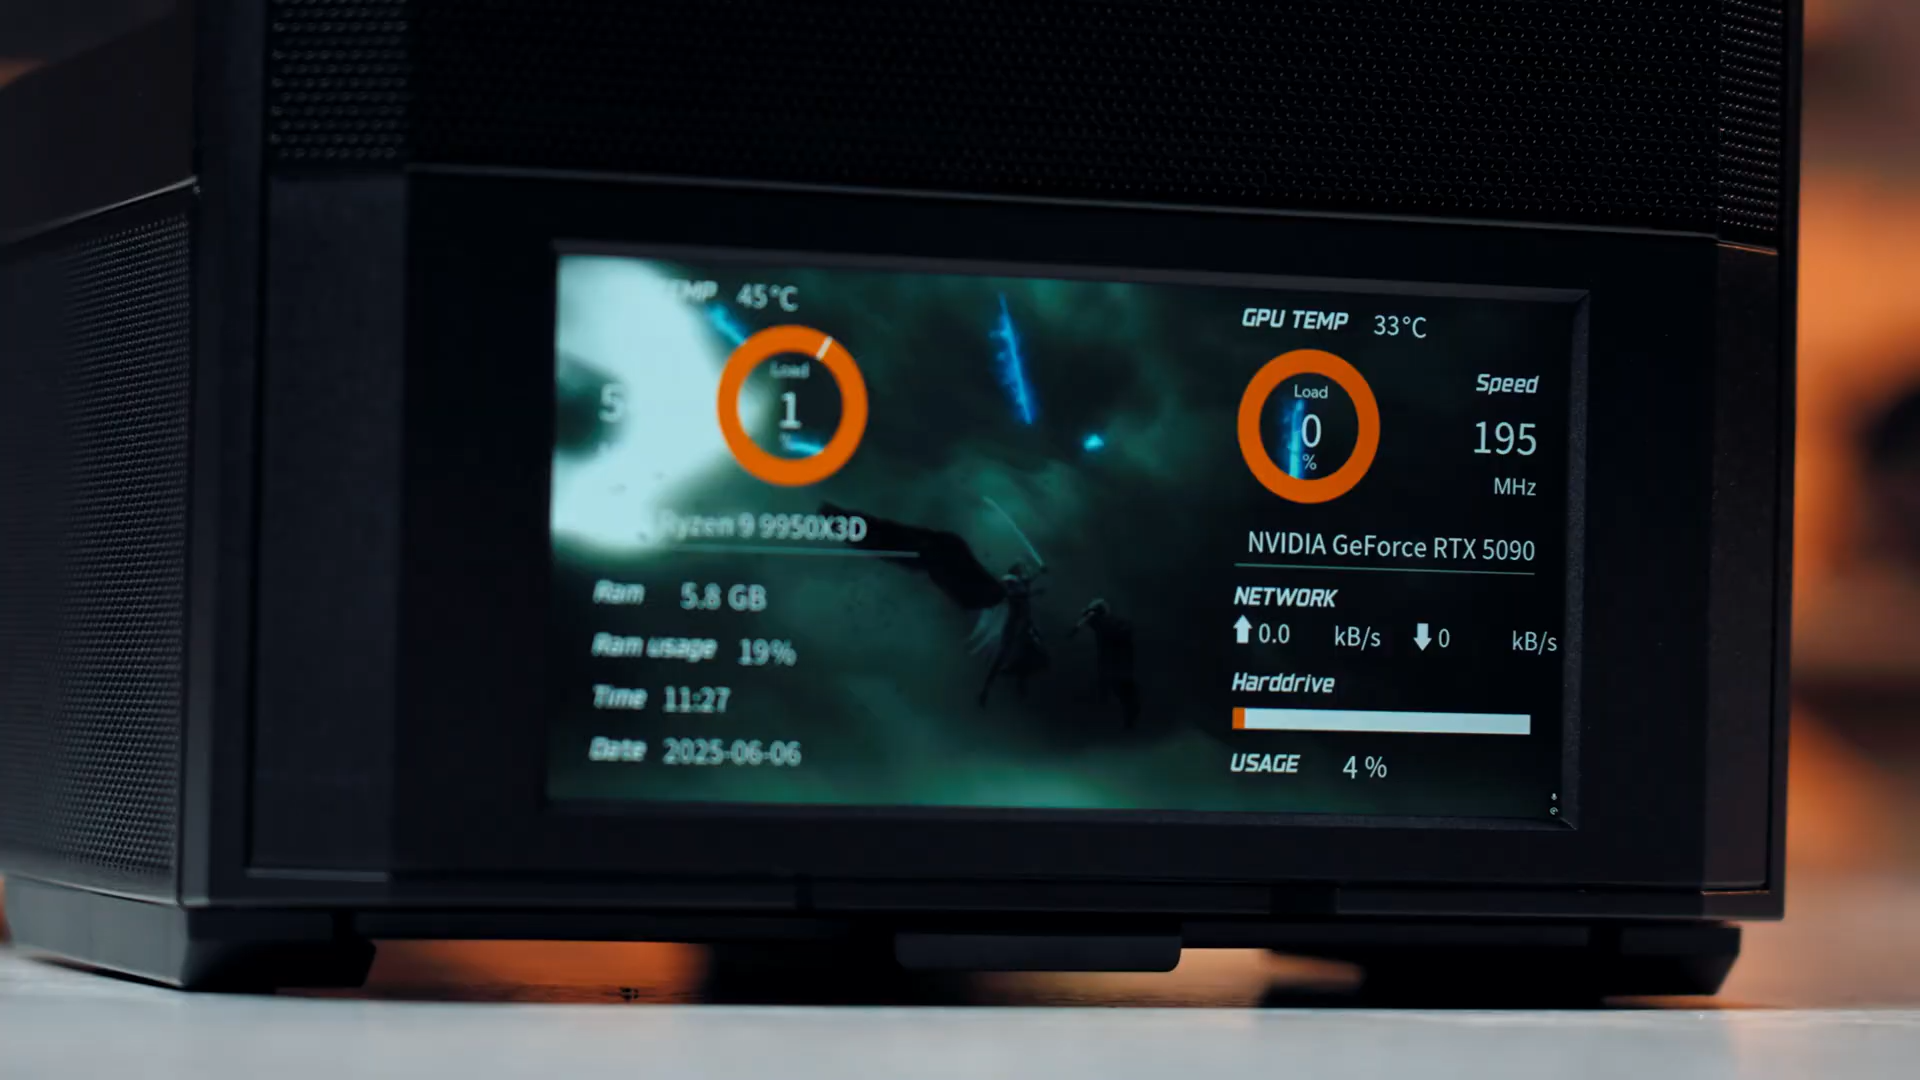 45°C
Load
1
%
5
Ryzen 9 9950X3D
Ram 5.8 GB
Ram usage 19%
Time 11:27
Date 2025-06-06
GPU TEMP 33°C
Load
0
%
Speed
195
MHz
NVIDIA GeForce RTX 5090
NETWORK
0.0 kB/s 0 kB/s
Harddrive
USAGE 4 %